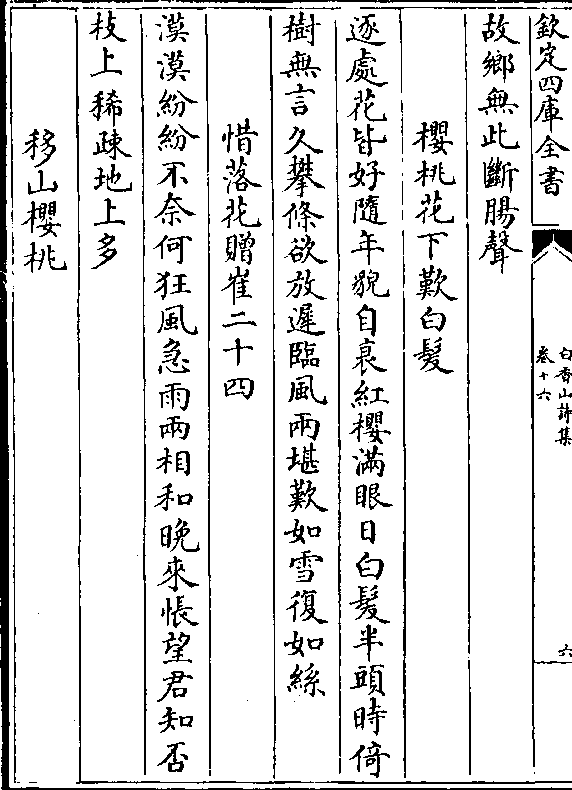 欽定四庫全書
白香山詩集
卷十六
六
故鄉無此斷腸聲
櫻桃花下歎白髮
逐處花皆好隨年貌自衰紅櫻滿眼日白髮半頭時倚
樹無言久攀條欲放遲臨風兩堪歎如雪復如絲
惜落花贈崔二十四
漠漠紛紛不奈何狂風急雨兩相和晚來悵望君知否
枝上稀疎地上多
移山櫻桃